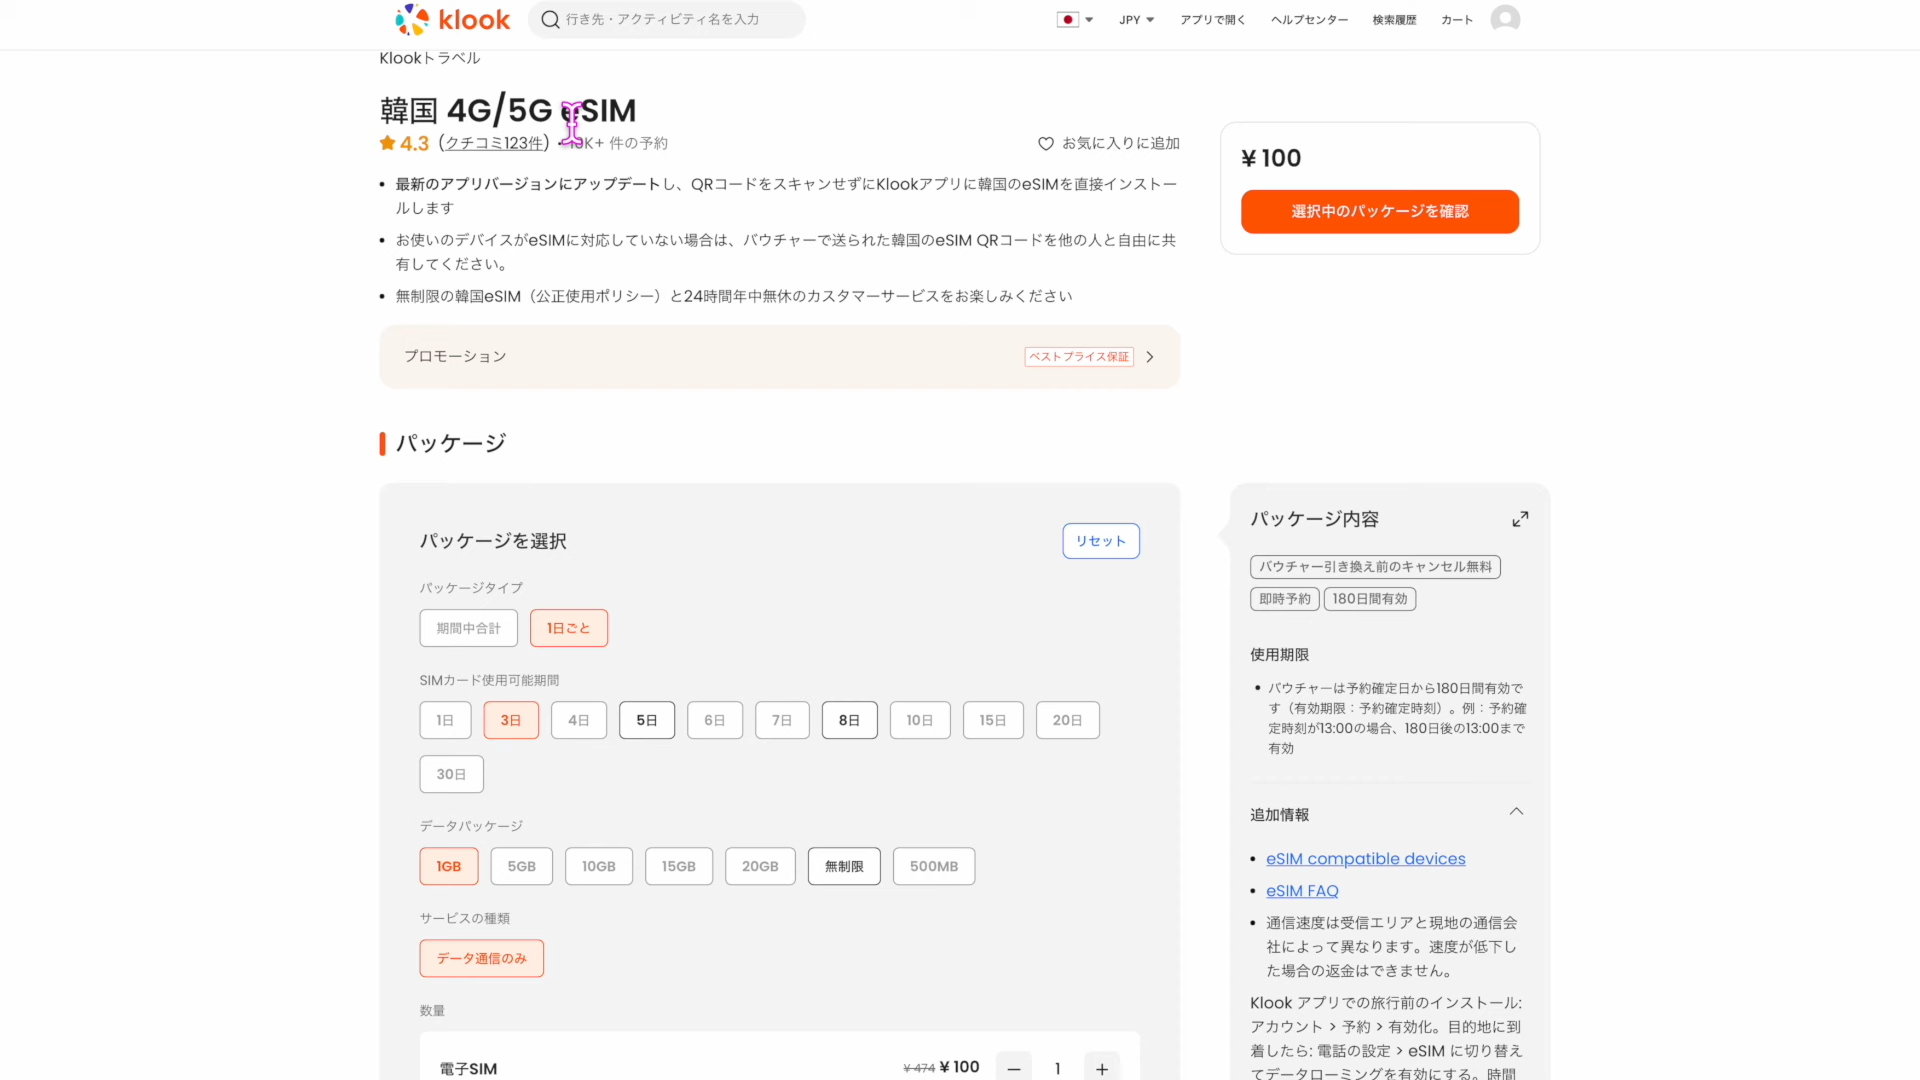 klook
行き先・アクティビティ名を入力
JPY
アプリで開く
ヘルプセンター
検索履歴
カート
Klookトラベル
韓国 4G/5G eSIM
4.3 (クチコミ123件) • 10K+ 件の予約
お気に入りに追加
¥ 100
選択中のパッケージを確認
• 最新のアプリバージョンにアップデートし、QRコードをスキャンせずにKlookアプリに韓国のeSIMを直接インストー
ルします
• お使いのデバイスがeSIMに対応していない場合は、バウチャーで送られた韓国のeSIM QRコードを他の人と自由に共
有してください。
• 無制限の韓国eSIM（公正使用ポリシー）と24時間年中無休のカスタマーサービスをお楽しみください
プロモーション
ベストプライス保証
パッケージ
パッケージを選択
リセット
パッケージタイプ
期間中合計
1日ごと
SIMカード使用可能期間
1日
3日
4日
5日
6日
7日
8日
10日
15日
20日
30日
データパッケージ
1GB
5GB
10GB
15GB
20GB
無制限
500MB
サービスの種類
データ通信のみ
数量
電子SIM
¥ 474 ¥ 100
− 1 +
パッケージ内容
バウチャー引き換え前のキャンセル無料
即時予約
180日間有効
使用期限
• バウチャーは予約確定日から180日間有効で
す（有効期限：予約確定時刻）。例：予約確
定時刻が13:00の場合、180日後の13:00まで
有効
追加情報
• eSIM compatible devices
• eSIM FAQ
• 通信速度は受信エリアと現地の通信会
社によって異なります。速度が低下し
た場合の返金はできません。
Klook アプリでの旅行前のインストール:
アカウント > 予約 > 有効化。目的地に到
着したら: 電話の設定 > eSIM に切り替え
てデータローミングを有効にする。時間